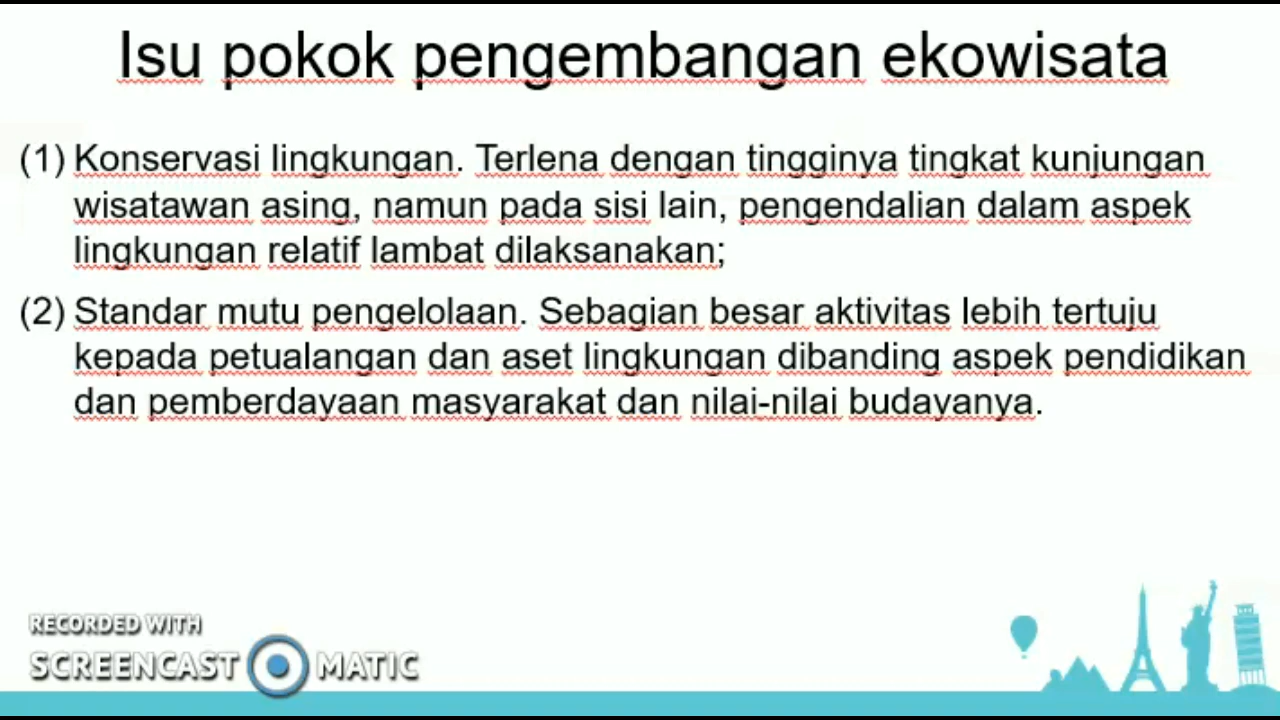 Isu pokok pengembangan ekowisata
(1) Konservasi lingkungan. Terlena dengan tingginya tingkat kunjungan
wisatawan asing, namun pada sisi lain, pengendalian dalam aspek
lingkungan relatif lambat dilaksanakan;
(2) Standar mutu pengelolaan. Sebagian besar aktivitas lebih tertuju
kepada petualangan dan aset lingkungan dibanding aspek pendidikan
dan pemberdayaan masyarakat dan nilai-nilai budayanya.
RECORDED WITH
SCREENCAST MATIC